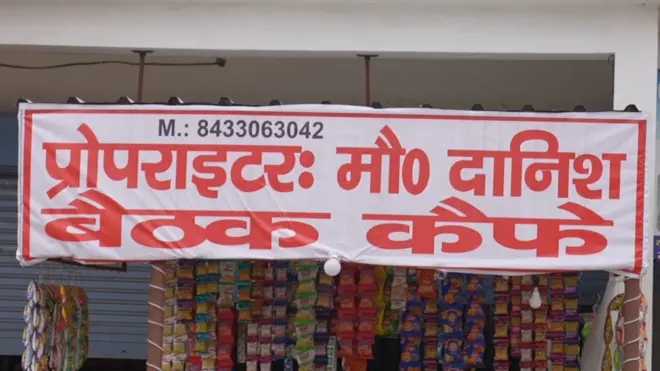 M.: 8433063042
प्रोपराइटरः मौ0 दानिश
बैठक कैफे